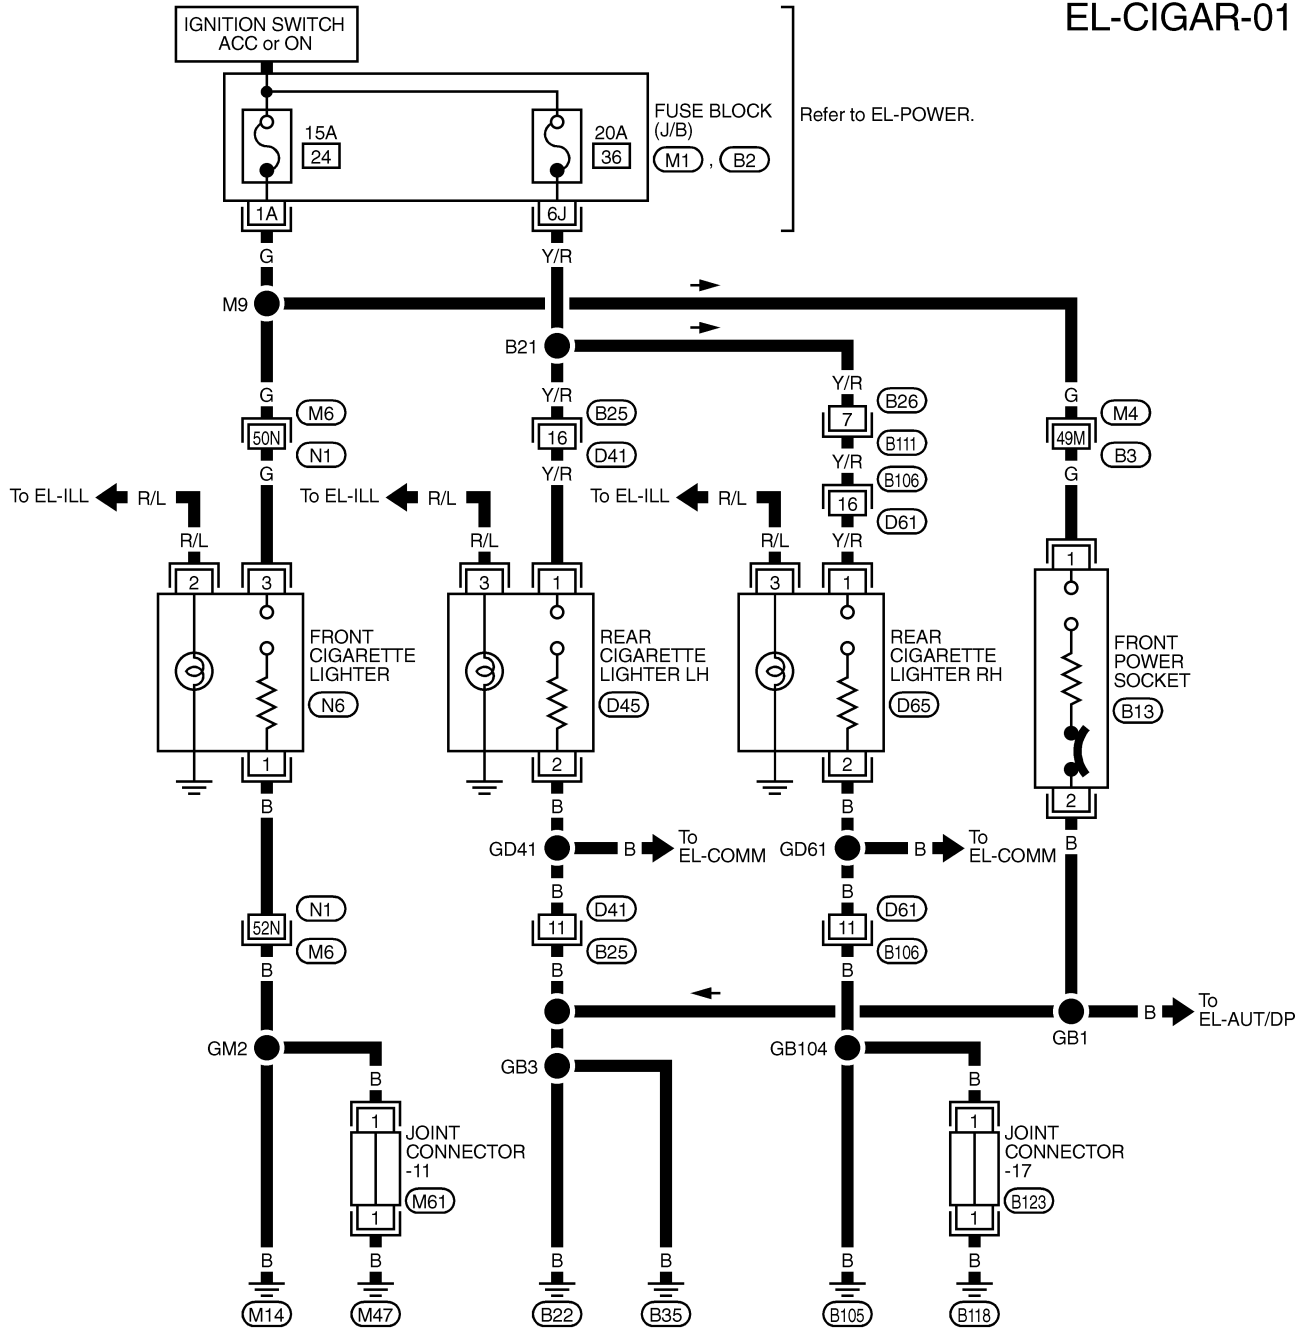 EL-CIGAR-01
IGNITION SWITCH
ACC or ON
15A
24
20A
36
FUSE BLOCK
(J/B)
M1 , B2
Refer to EL-POWER.
1A
6J
G
Y/R
M9
B21
Y/R
G
Y/R
G
B26
M6
B25
7
M4
50N
16
B111
49M
N1
D41
B3
G
Y/R
Y/R
G
B106
To EL-ILL
R/L
To EL-ILL
R/L
To EL-ILL
R/L
16
D61
R/L
R/L
R/L
Y/R
1
2
3
3
1
3
1
FRONT
CIGARETTE
LIGHTER
N6
REAR
CIGARETTE
LIGHTER LH
D45
REAR
CIGARETTE
LIGHTER RH
D65
FRONT
POWER
SOCKET
B13
1
2
2
2
B
B
B
B
GD41
B
To
EL-COMM
GD61
B
To
EL-COMM
B
B
N1
D41
D61
52N
11
11
M6
B25
B106
B
B
B
B
To
EL-AUT/DP
GB1
GM2
GB3
GB104
B
B
1
JOINT
CONNECTOR
-11
M61
1
1
JOINT
CONNECTOR
-17
B123
1
B
B
B
B
B
B
M14
M47
B22
B35
B105
B118